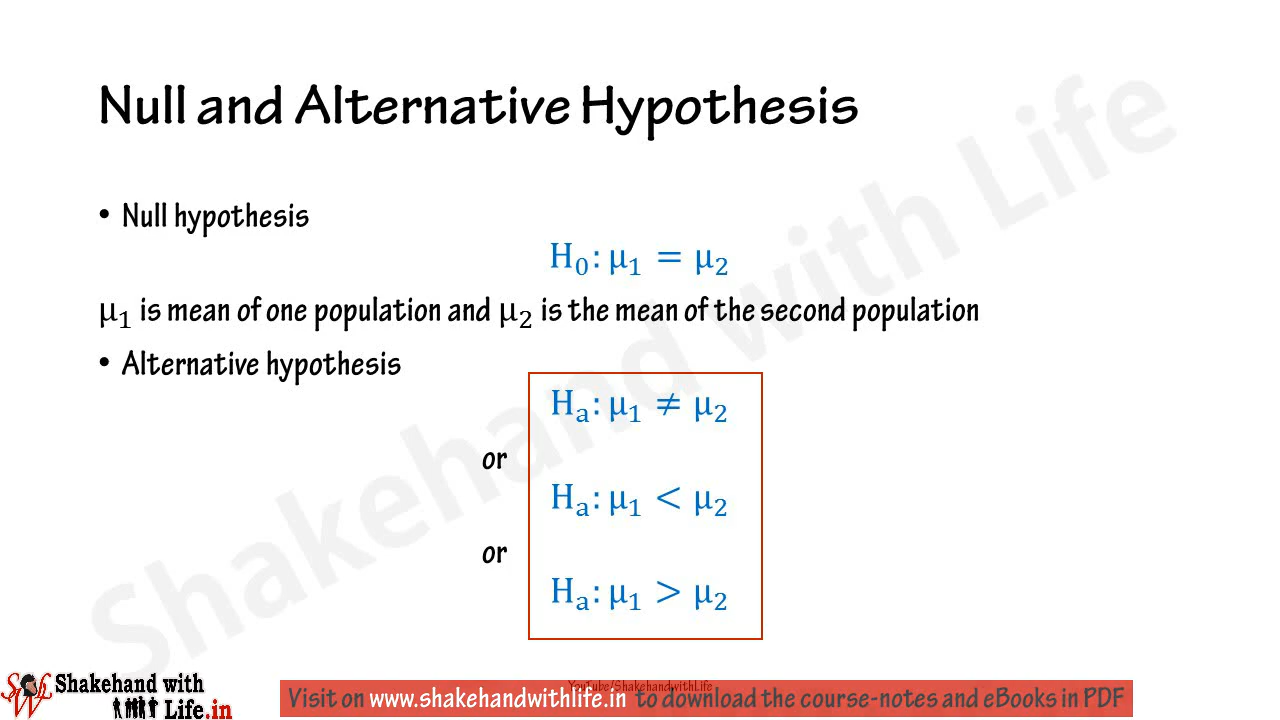 Null and Alternative Hypothesis
• Null hypothesis
H₀: μ₁ = μ₂
μ₁ is mean of one population and μ₂ is the mean of the second population
• Alternative hypothesis
Hₐ: μ₁ ≠ μ₂
or
Hₐ: μ₁ < μ₂
or
Hₐ: μ₁ > μ₂
Shakehand with Life
Shakehand with
Life.in
YouTube/ShakehandwithLife
Visit on www.shakehandwithlife.in to download the course-notes and eBooks in PDF